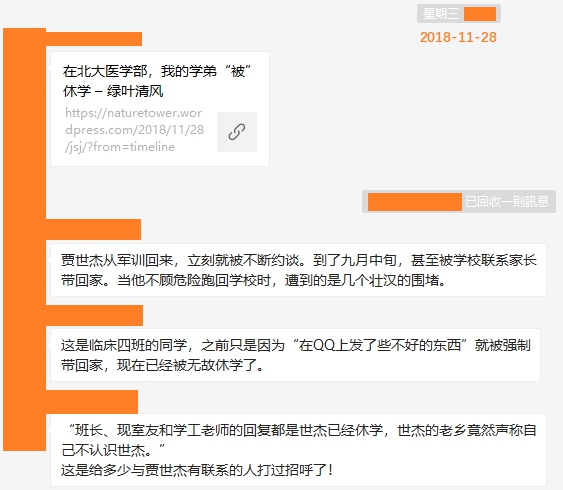 星期三
2018-11-28
在北大医学部，我的学弟“被”
休学 – 绿叶清风
https://naturetower.wor
dpress.com/2018/11/28
/jsj/?from=timeline
已回收一則訊息
贾世杰从军训回来，立刻就被不断约谈。到了九月中旬，甚至被学校联系家长
带回家。当他不顾危险跑回学校时，遭到的是几个壮汉的围堵。
这是临床四班的同学，之前只是因为“在QQ上发了些不好的东西”就被强制
带回家，现在已经被无故休学了。
“班长、现室友和学工老师的回复都是世杰已经休学，世杰的老乡竟然声称自
己不认识世杰。”
这是给多少与贾世杰有联系的人打过招呼了！